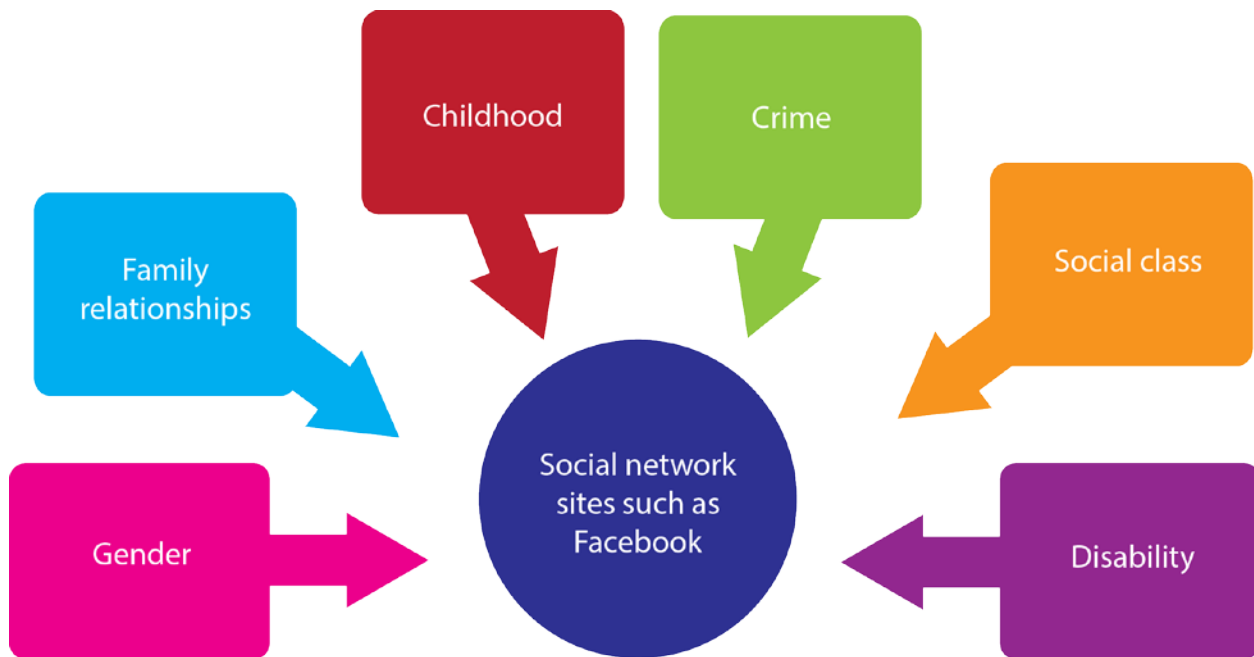 Childhood
Crime
Family
relationships
Social class
Social network
sites such as
Facebook
Gender
Disability